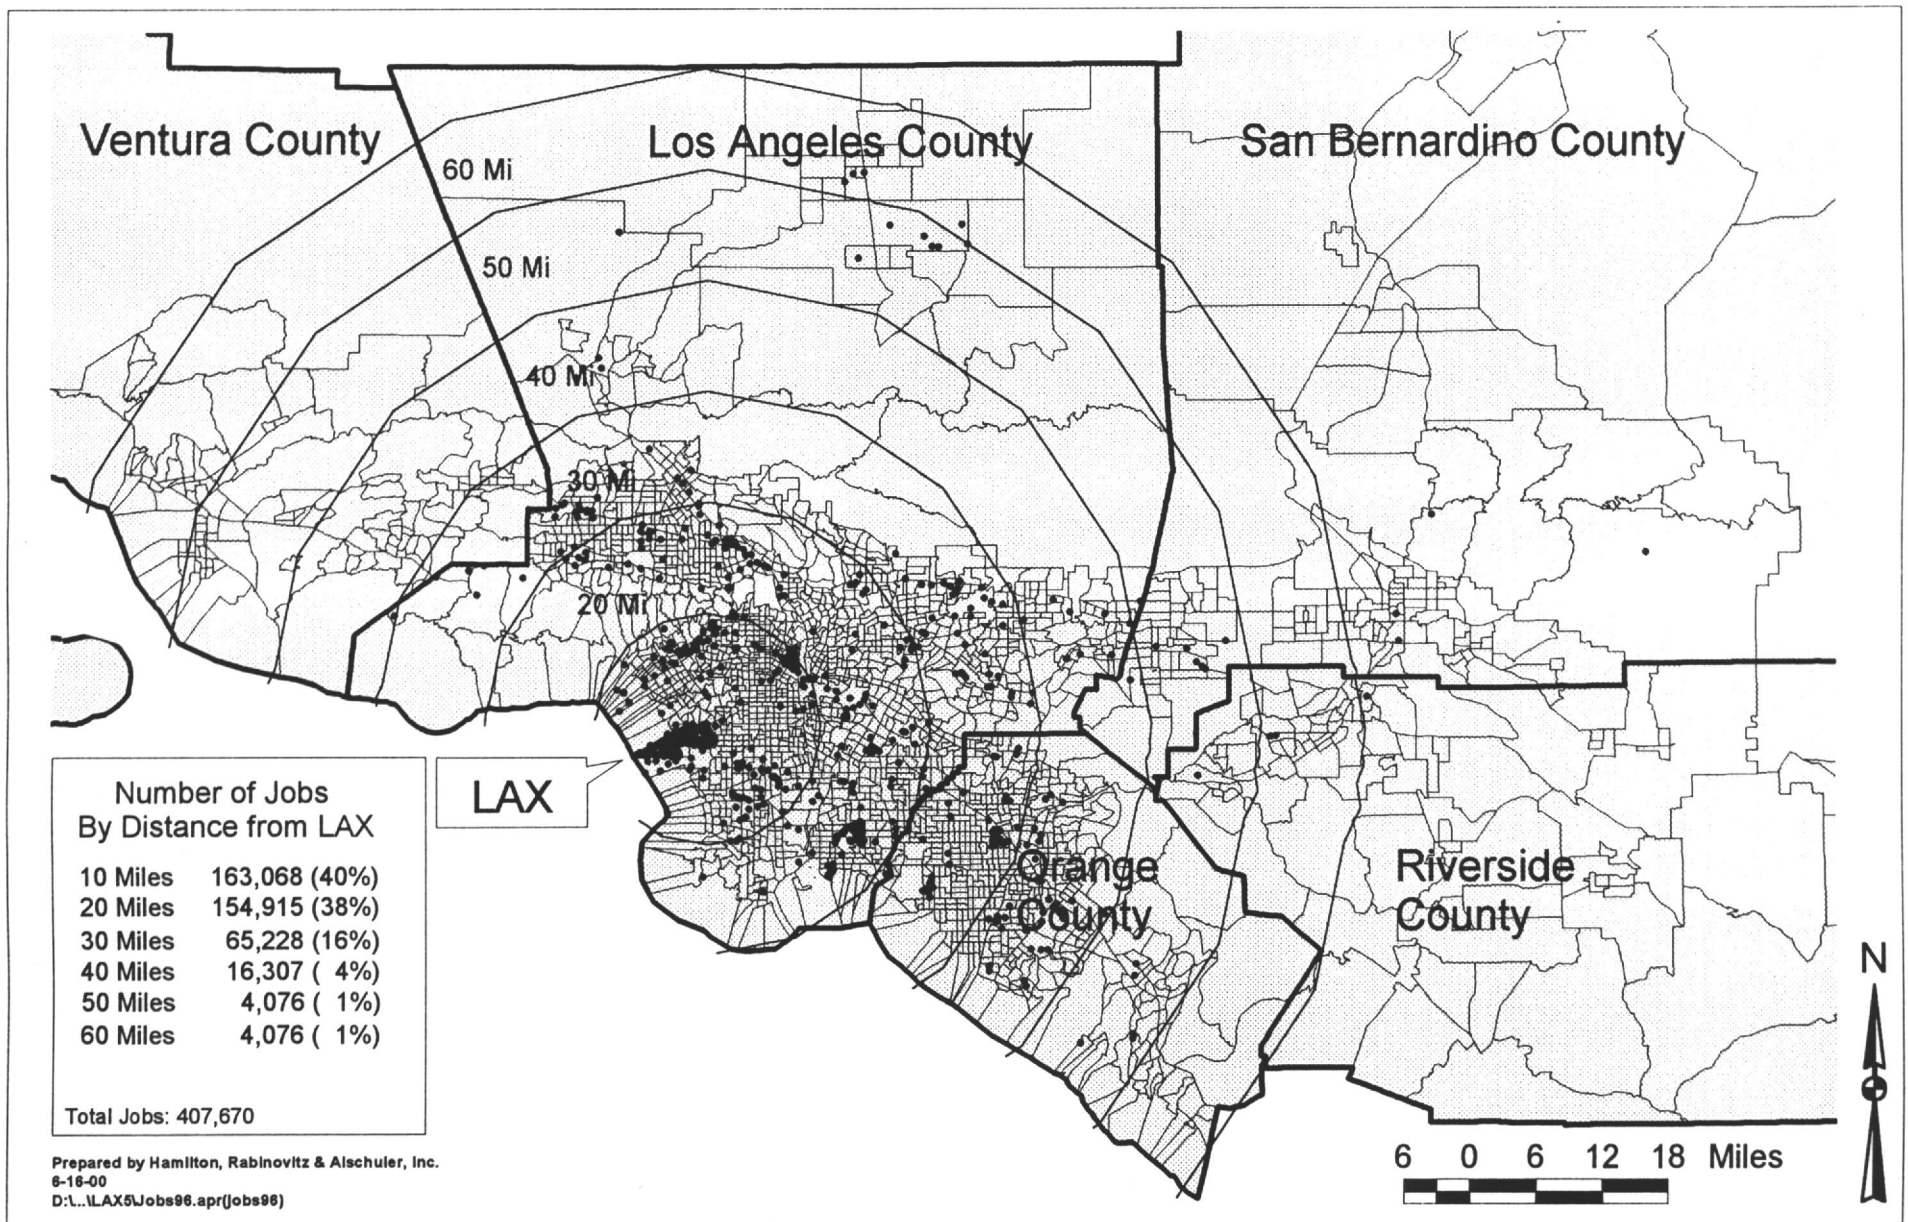 Ventura County
Los Angeles County
San Bernardino County
60 Mi
50 Mi
40 Mi
30 Mi
20 Mi
LAX
Orange
County
Riverside
County
Number of Jobs
By Distance from LAX
10 Miles 163,068 (40%)
20 Miles 154,915 (38%)
30 Miles 65,228 (16%)
40 Miles 16,307 ( 4%)
50 Miles 4,076 ( 1%)
60 Miles 4,076 ( 1%)
Total Jobs: 407,670
N
6 0 6 12 18 Miles
Prepared by Hamilton, Rabinovitz & Alschuler, Inc.
6-16-00
D:\...\LAX5\Jobs96.apr(jobs96)